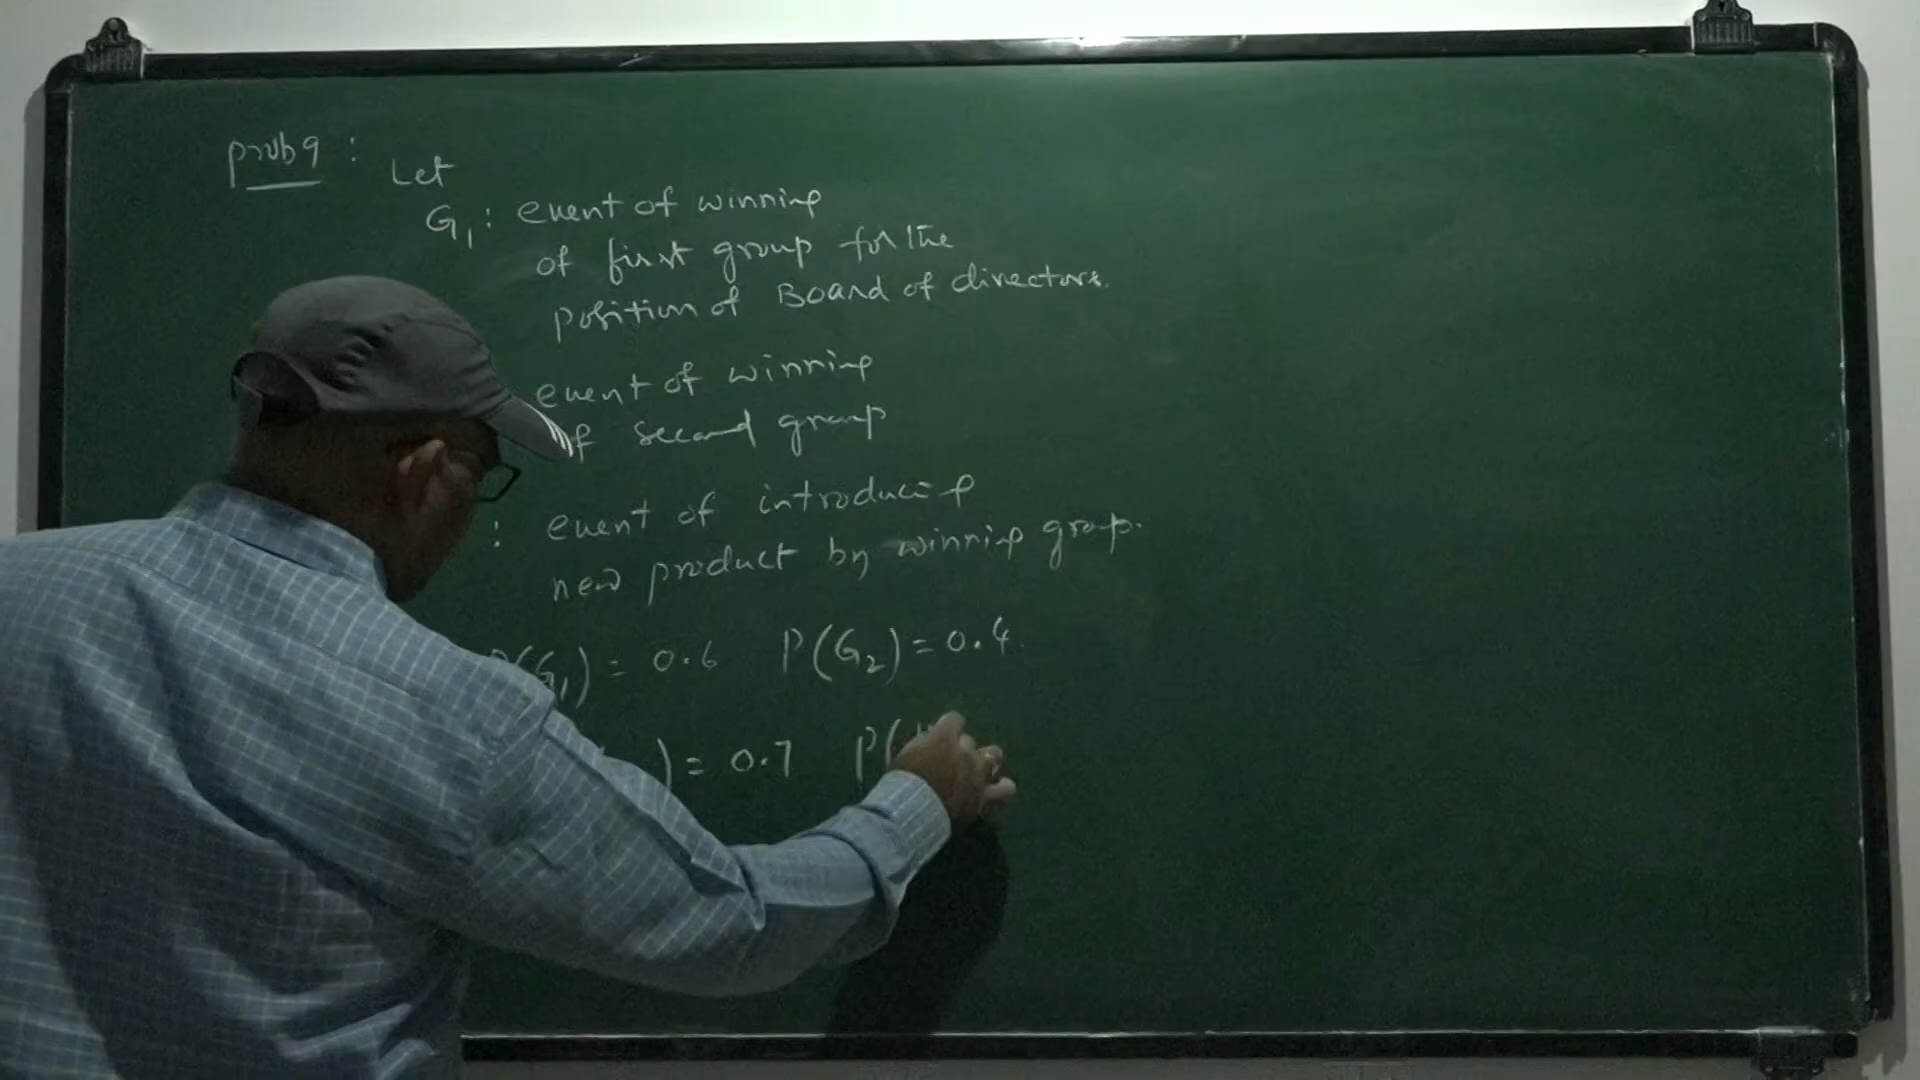 prob 9 : Let
G₁ : event of winning
of first group for the
position of Board of directors.
event of winning
of second group
: event of introducing
new product by winning group.
P(G₁) = 0.6 P(G₂) = 0.4
) = 0.7 P(